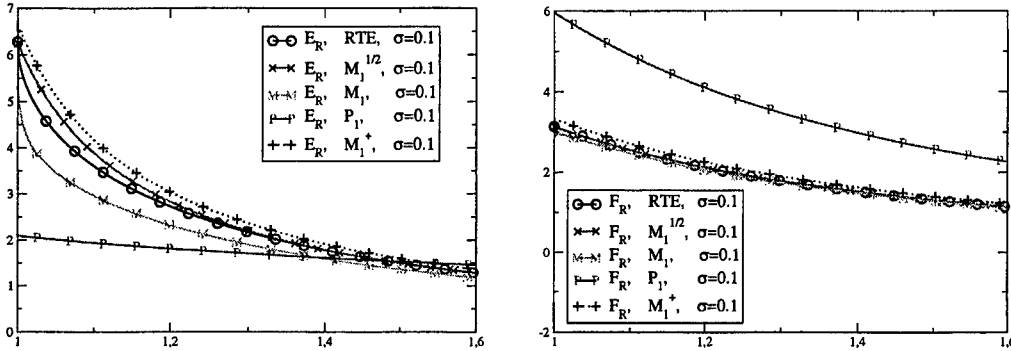 7
6
5
4
3
2
1
0
1
1,2
1,4
1,6
E_R, RTE, σ=0.1
E_R, M_1^1/2, σ=0.1
E_R, M_1, σ=0.1
E_R, P_1, σ=0.1
E_R, M_1^+, σ=0.1
6
4
2
0
-2
1
1,2
1,4
1,6
F_R, RTE, σ=0.1
F_R, M_1^1/2, σ=0.1
F_R, M_1, σ=0.1
F_R, P_1, σ=0.1
F_R, M_1^+, σ=0.1